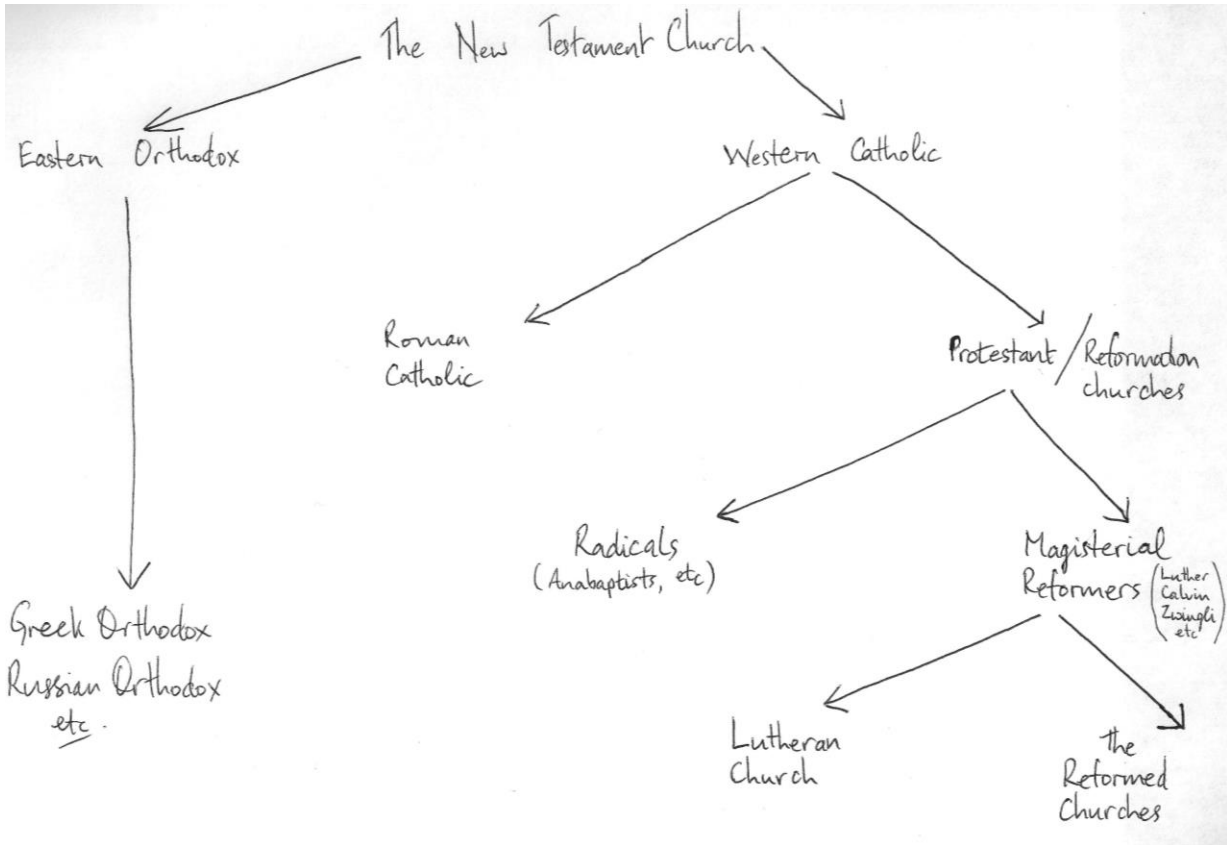 The New Testament Church
Eastern Orthodox
Western Catholic
Roman
Catholic
Protestant / Reformation
churches
Radicals
(Anabaptists, etc)
Magisterial
Reformers (Luther
Calvin
Zwingli
etc)
Greek Orthodox
Russian Orthodox
etc.
Lutheran
Church
The
Reformed
Churches